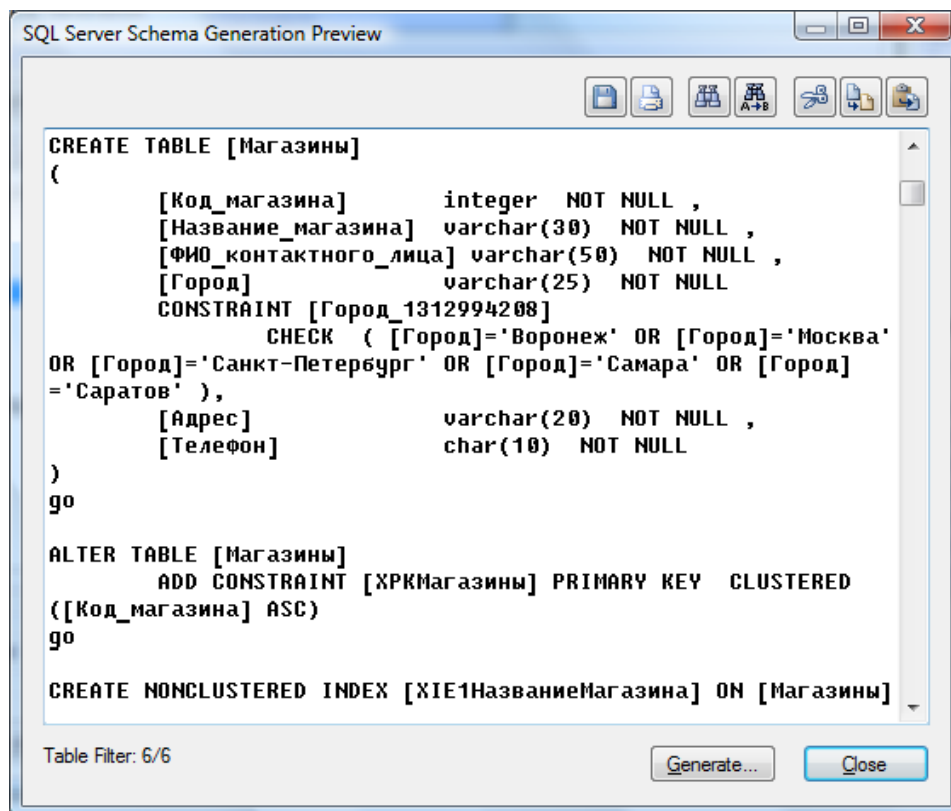 SQL Server Schema Generation Preview
A→B
CREATE TABLE [Магазины]
(
[Код_магазина] integer NOT NULL ,
[Название_магазина] varchar(30) NOT NULL ,
[ФИО_контактного_лица] varchar(50) NOT NULL ,
[Город] varchar(25) NOT NULL
CONSTRAINT [Город_1312994208]
CHECK ( [Город]='Воронеж' OR [Город]='Москва'
OR [Город]='Санкт-Петербург' OR [Город]='Самара' OR [Город]
='Саратов' ),
[Адрес] varchar(20) NOT NULL ,
[Телефон] char(10) NOT NULL
)
go
ALTER TABLE [Магазины]
ADD CONSTRAINT [XPKМагазины] PRIMARY KEY CLUSTERED
([Код_магазина] ASC)
go
CREATE NONCLUSTERED INDEX [XIE1НазваниеМагазина] ON [Магазины]
Table Filter: 6/6
Generate...
Close